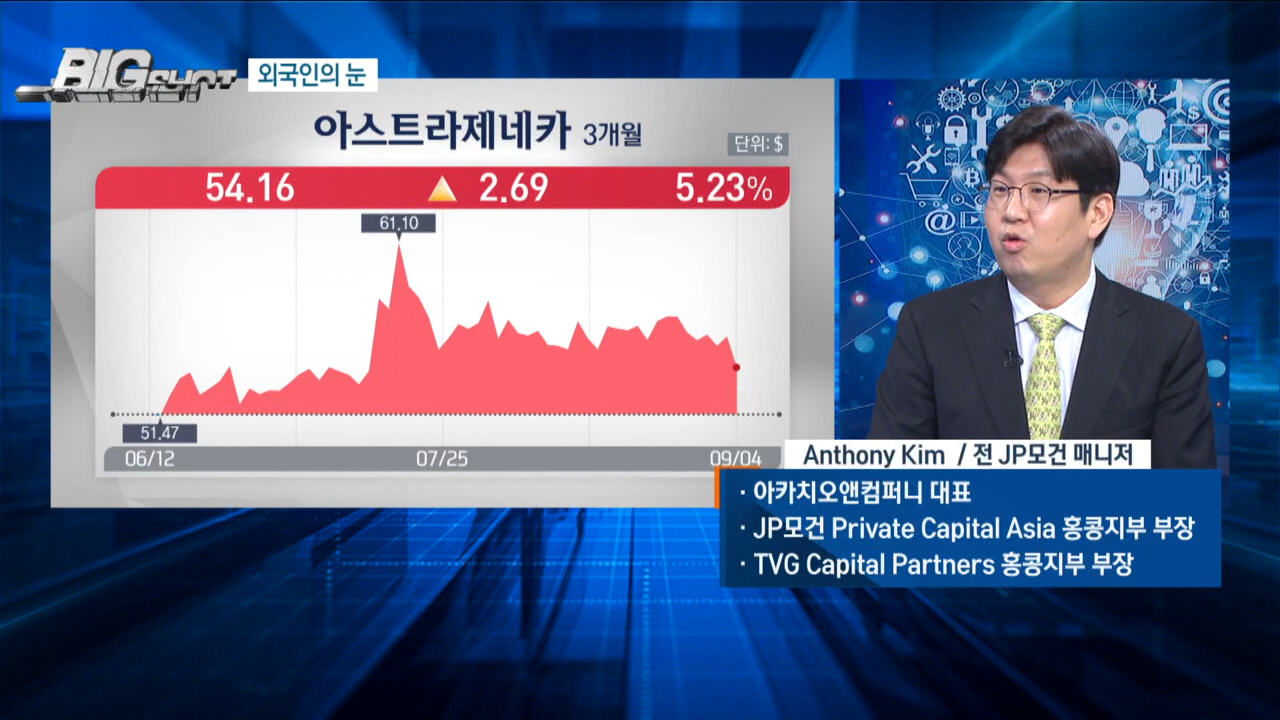 BIG SHOT
외국인의 눈
아스트라제네카 3개월
단위: $
54.16 ▲ 2.69 5.23%
61.10
51.47
06/12 07/25 09/04
Anthony Kim / 전 JP모건 매니저
· 아카치오앤컴퍼니 대표
· JP모건 Private Capital Asia 홍콩지부 부장
· TVG Capital Partners 홍콩지부 부장